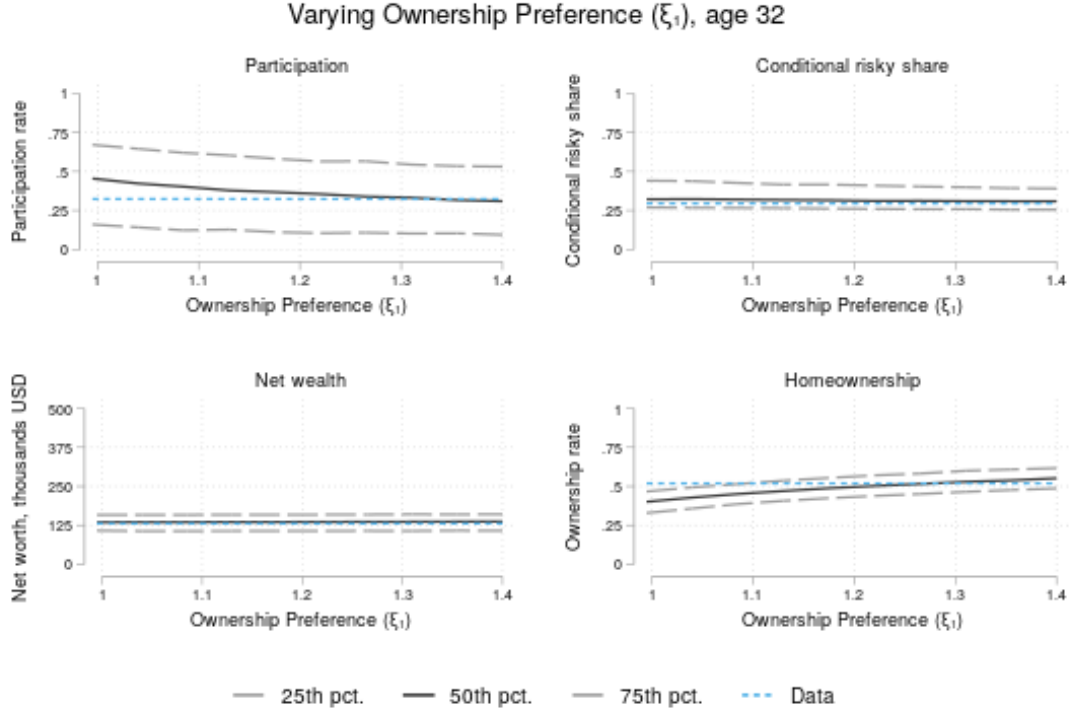 Varying Ownership Preference (ξ₁), age 32
Participation
Participation rate
1
.75
.5
.25
0
1 1.1 1.2 1.3 1.4
Ownership Preference (ξ₁)
Conditional risky share
Conditional risky share
1
.75
.5
.25
0
1 1.1 1.2 1.3 1.4
Ownership Preference (ξ₁)
Net wealth
Net worth, thousands USD
500
375
250
125
0
1 1.1 1.2 1.3 1.4
Ownership Preference (ξ₁)
Homeownership
Ownership rate
1
.75
.5
.25
0
1 1.1 1.2 1.3 1.4
Ownership Preference (ξ₁)
25th pct. 50th pct. 75th pct. Data